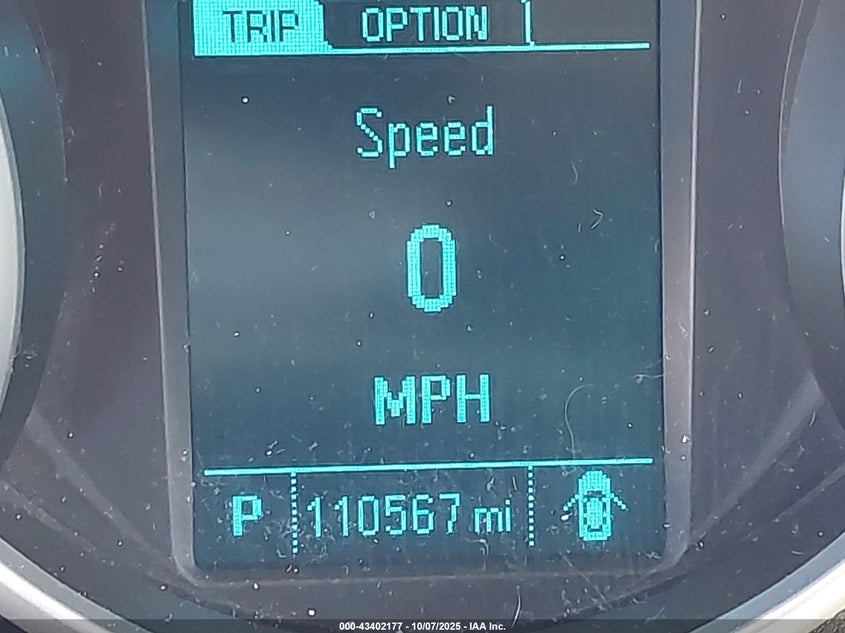 TRIP OPTION
Speed
0
MPH
P 110567 mi
000-43402177 - 10/07/2025 - IAA Inc.